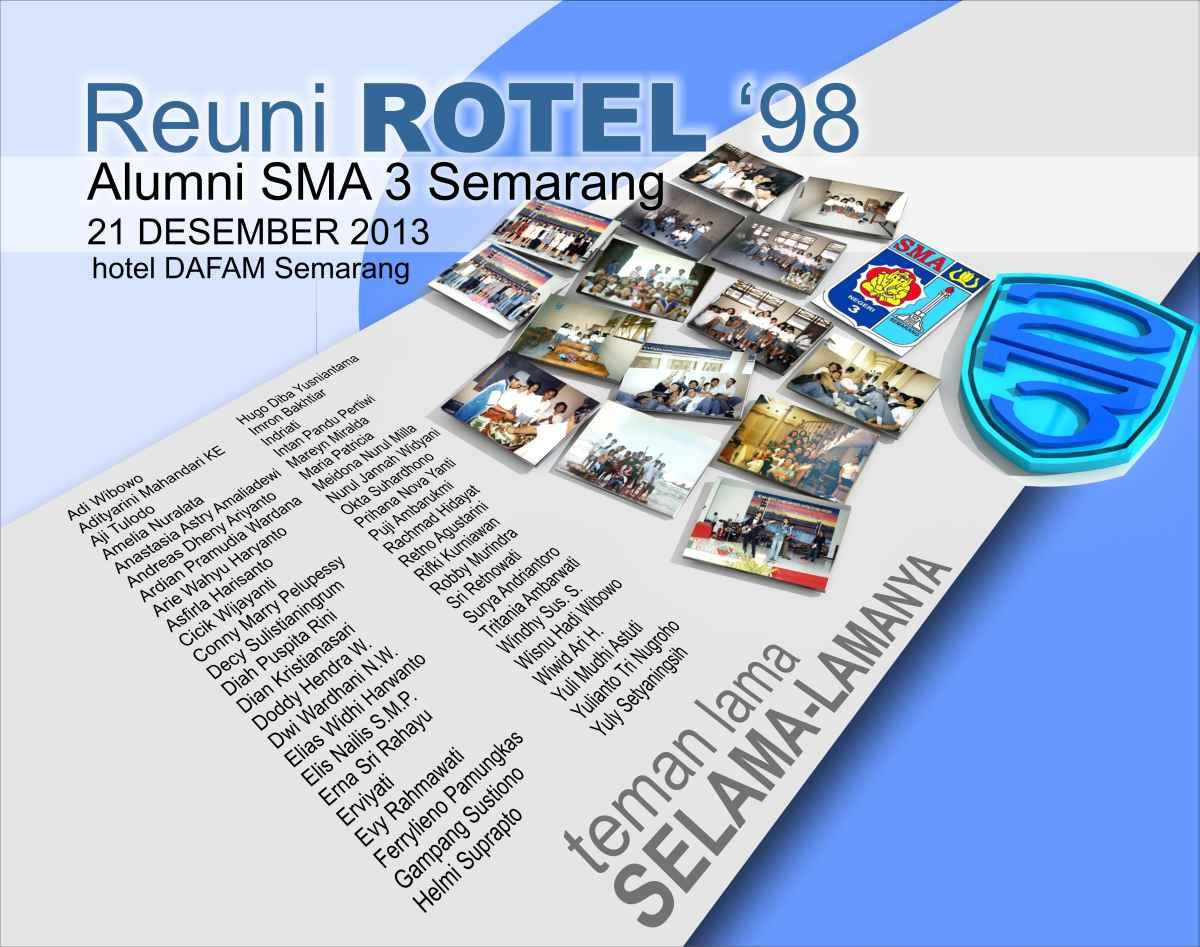 Reuni ROTEL ‘98
Alumni SMA 3 Semarang
21 DESEMBER 2013
hotel DAFAM Semarang
SMA
NEGERI
3
SEMARANG
Adi Wibowo
Adityarini Mahandari KE
Aji Tulodo
Amelia Nuralata
Anastasia Astry Amaliadewi
Andreas Dheny Ariyanto
Ardian Pramudia Wardana
Arie Wahyu Haryanto
Asfirla Harisanto
Cicik Wijayanti
Conny Marry Pelupessy
Decy Sulistianingrum
Diah Puspita Rini
Dian Kristianasari
Doddy Hendra W.
Dwi Wardhani N.W.
Elias Widhi Harwanto
Elis Nailis S.M.P.
Erna Sri Rahayu
Erviyati
Evy Rahmawati
Ferrylieno Pamungkas
Gampang Sustiono
Helmi Suprapto
Hugo Diba Yusniantama
Imron Bakhtiar
Indriati
Intan Pandu Pertiwi
Mareyn Miralda
Maria Patricia
Meidona Nurul Milla
Nurul Jannah Widyani
Okta Suhardhono
Prihana Nova Yanti
Puji Ambarukmi
Rachmad Hidayat
Retno Agustarini
Rifki Kurniawan
Robby Murindra
Sri Retnowati
Surya Andriantoro
Tritania Ambarwati
Windhy Sus. S.
Wisnu Hadi Wibowo
Wiwid Ari H.
Yuli Mudhi Astuti
Yulianto Tri Nugroho
Yuly Setyaningsih
teman lama
SELAMA-LAMANYA